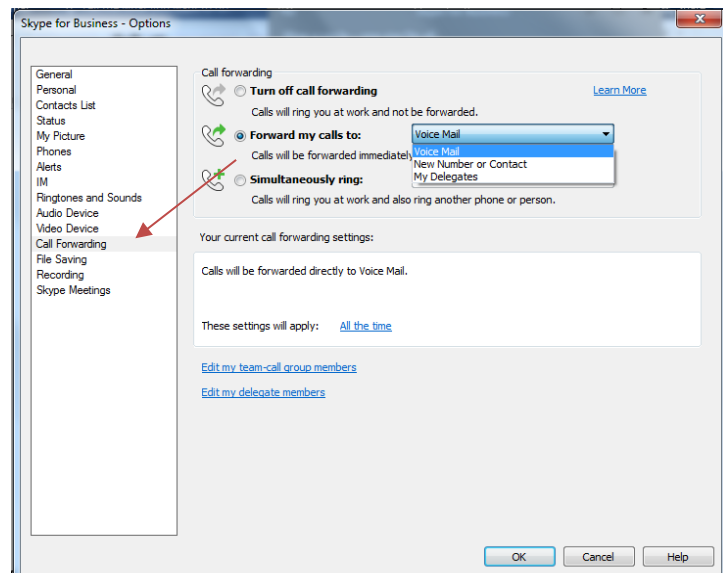 Skype for Business - Options
General
Personal
Contacts List
Status
My Picture
Phones
Alerts
IM
Ringtones and Sounds
Audio Device
Video Device
Call Forwarding
File Saving
Recording
Skype Meetings
Call forwarding
Turn off call forwarding
Learn More
Calls will ring you at work and not be forwarded.
Forward my calls to:
Voice Mail
Calls will be forwarded immediately
Voice Mail
New Number or Contact
My Delegates
Simultaneously ring:
Calls will ring you at work and also ring another phone or person.
Your current call forwarding settings:
Calls will be forwarded directly to Voice Mail.
These settings will apply: All the time
Edit my team-call group members
Edit my delegate members
OK
Cancel
Help